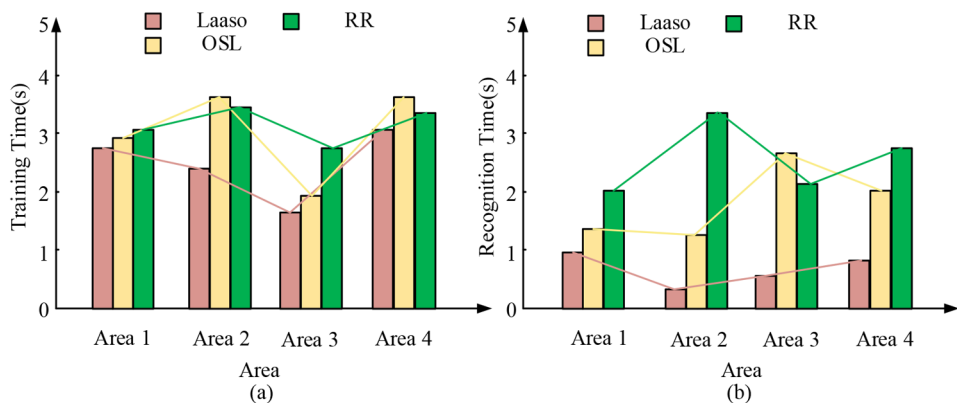 Laaso RR
OSL
Training Time(s)
5
4
3
2
1
0
Area 1 Area 2 Area 3 Area 4
Area
(a)
Laaso RR
OSL
Recognition Time(s)
5
4
3
2
1
0
Area 1 Area 2 Area 3 Area 4
Area
(b)